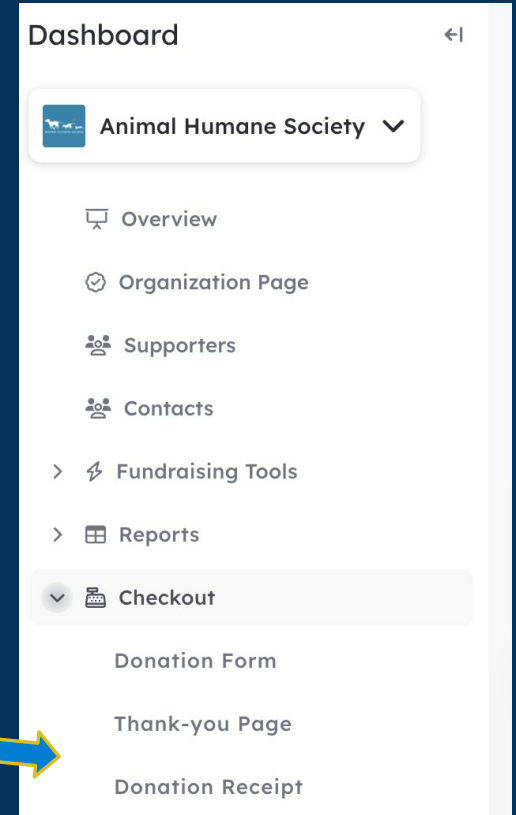 Dashboard
Animal Humane Society
Overview
Organization Page
Supporters
Contacts
Fundraising Tools
Reports
Checkout
Donation Form
Thank-you Page
Donation Receipt